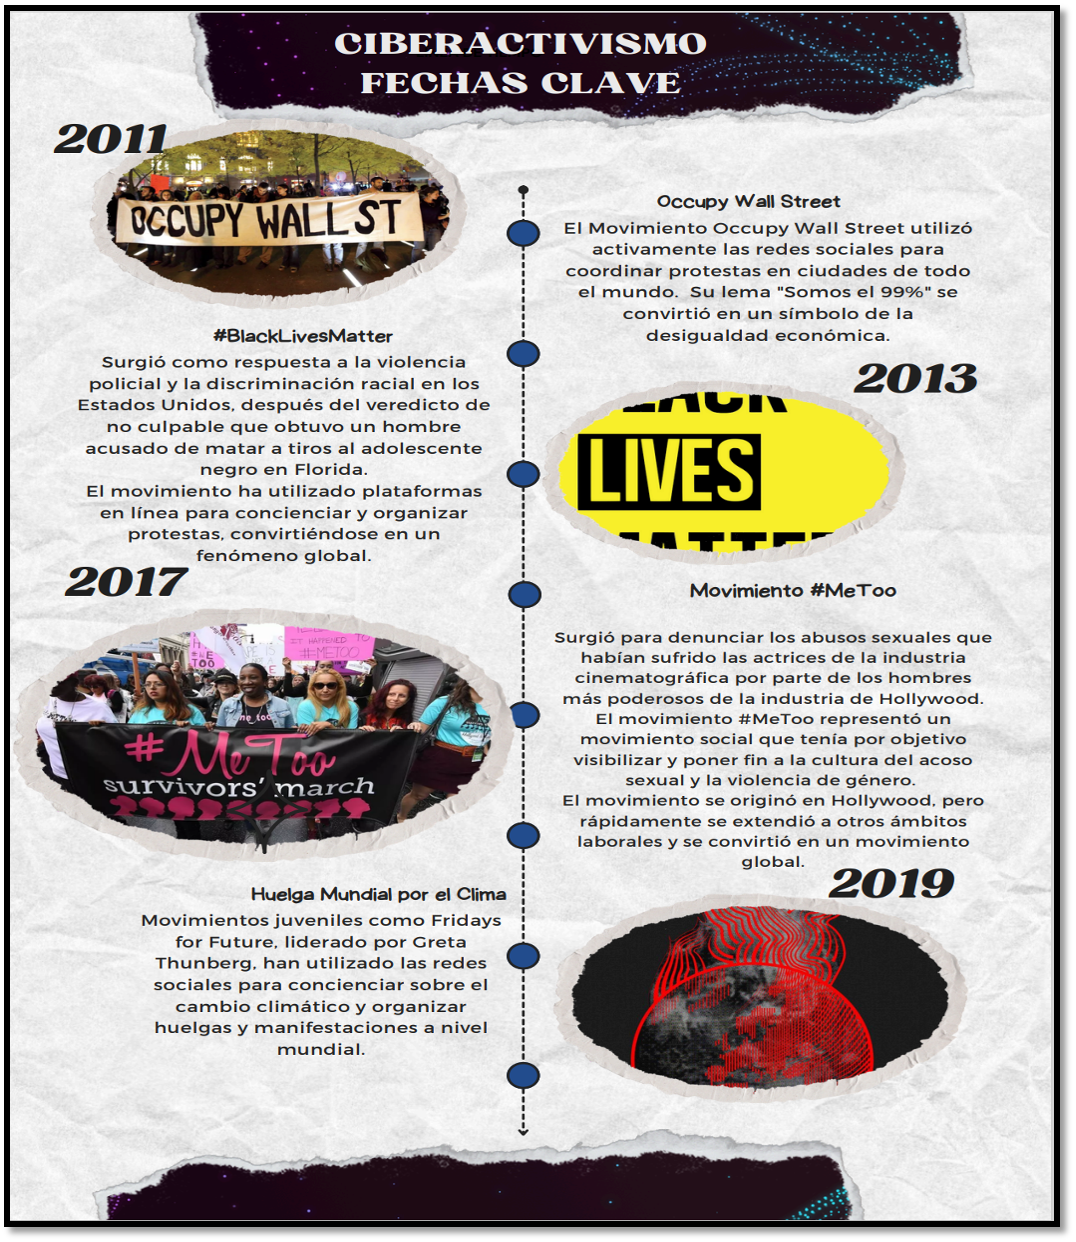 CIBERACTIVISMO
FECHAS CLAVE
2011
OCCUPY WALL ST
Occupy Wall Street
El Movimiento Occupy Wall Street utilizó
activamente las redes sociales para
coordinar protestas en ciudades de todo
el mundo.  Su lema "Somos el 99%" se
convirtió en un símbolo de la
desigualdad económica.
#BlackLivesMatter
Surgió como respuesta a la violencia
policial y la discriminación racial en los
Estados Unidos, después del veredicto de
no culpable que obtuvo un hombre
acusado de matar a tiros al adolescente
negro en Florida.
El movimiento ha utilizado plataformas
en línea para concienciar y organizar
protestas, convirtiéndose en un
fenómeno global.
2013
BLACK
LIVES
MATTER
2017
IT HAPPENED TO
#METOO
TOO
me too
#MeToo
survivors' march
Movimiento #MeToo
Surgió para denunciar los abusos sexuales que
habían sufrido las actrices de la industria
cinematográfica por parte de los hombres
más poderosos de la industria de Hollywood.
El movimiento #MeToo representó un
movimiento social que tenía por objetivo
visibilizar y poner fin a la cultura del acoso
sexual y la violencia de género.
El movimiento se originó en Hollywood, pero
rápidamente se extendió a otros ámbitos
laborales y se convirtió en un movimiento
global.
2019
Huelga Mundial por el Clima
Movimientos juveniles como Fridays
for Future, liderado por Greta
Thunberg, han utilizado las redes
sociales para concienciar sobre el
cambio climático y organizar
huelgas y manifestaciones a nivel
mundial.